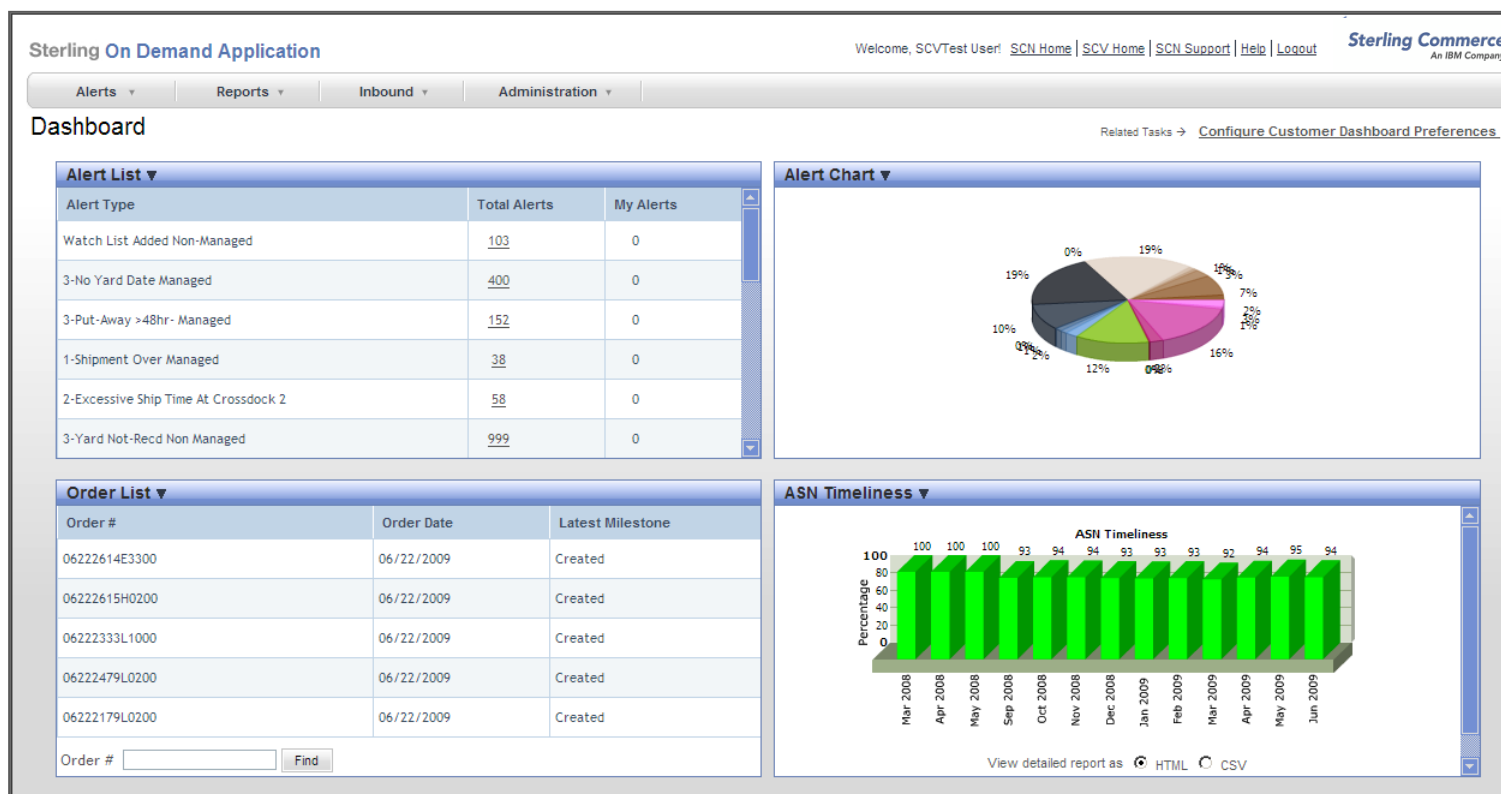 Sterling On Demand Application
Welcome, SCVTest User! SCN Home | SCV Home | SCN Support | Help | Logout
Sterling Commerce
An IBM Company
Alerts Reports Inbound Administration
Dashboard
Related Tasks → Configure Customer Dashboard Preferences
Alert List ▼
Alert Type Total Alerts My Alerts
Watch List Added Non-Managed 103 0
3-No Yard Date Managed 400 0
3-Put-Away >48hr- Managed 152 0
1-Shipment Over Managed 38 0
2-Excessive Ship Time At Crossdock 2 58 0
3-Yard Not-Recd Non Managed 999 0
Alert Chart ▼
0% 19%
19%
7%
2%
10%
1%
2%
16%
12%
Order List ▼
Order # Order Date Latest Milestone
06222614E3300 06/22/2009 Created
06222615H0200 06/22/2009 Created
06222333L1000 06/22/2009 Created
06222479L0200 06/22/2009 Created
06222179L0200 06/22/2009 Created
Order # Find
ASN Timeliness ▼
ASN Timeliness
100 100 100 93 94 94 93 93 93 92 94 95 94
Percentage
100
80
60
40
20
0
Mar 2008 Apr 2008 May 2008 Sep 2008 Oct 2008 Nov 2008 Dec 2008 Jan 2009 Feb 2009 Mar 2009 Apr 2009 May 2009 Jun 2009
View detailed report as HTML CSV